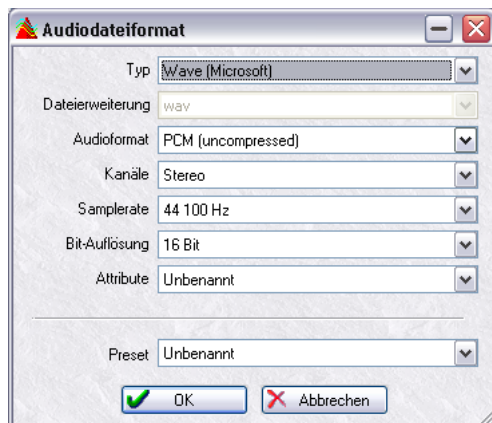 Audiodateiformat
Typ Wave (Microsoft)
Dateierweiterung wav
Audioformat PCM (uncompressed)
Kanäle Stereo
Samplerate 44 100 Hz
Bit-Auflösung 16 Bit
Attribute Unbenannt
Preset Unbenannt
OK Abbrechen